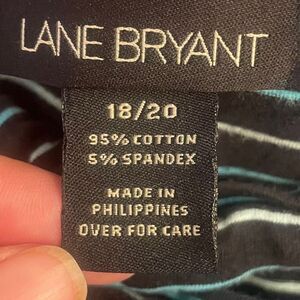 LANE BRYANT
18/20
95% COTTON
5% SPANDEX
MADE IN
PHILIPPINES
OVER FOR CARE